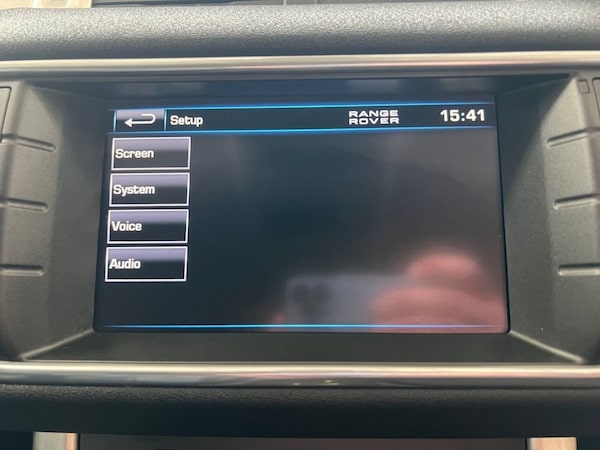 Setup
RANGE
ROVER
15:41
Screen
System
Voice
Audio